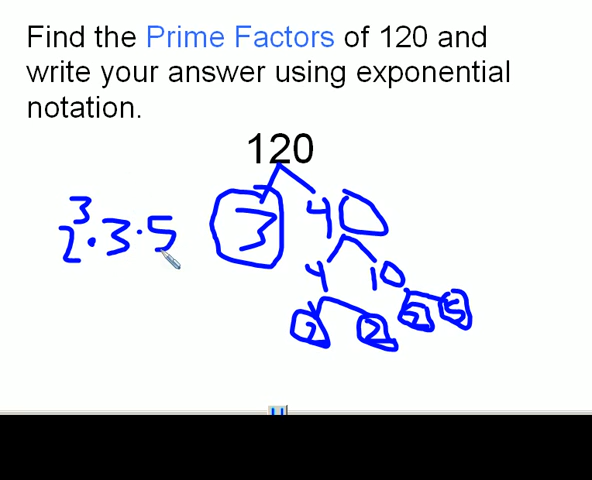 Find the Prime Factors of 120 and
write your answer using exponential
notation.
120
2³·3·5
3 40
4 10
2 2 2 5